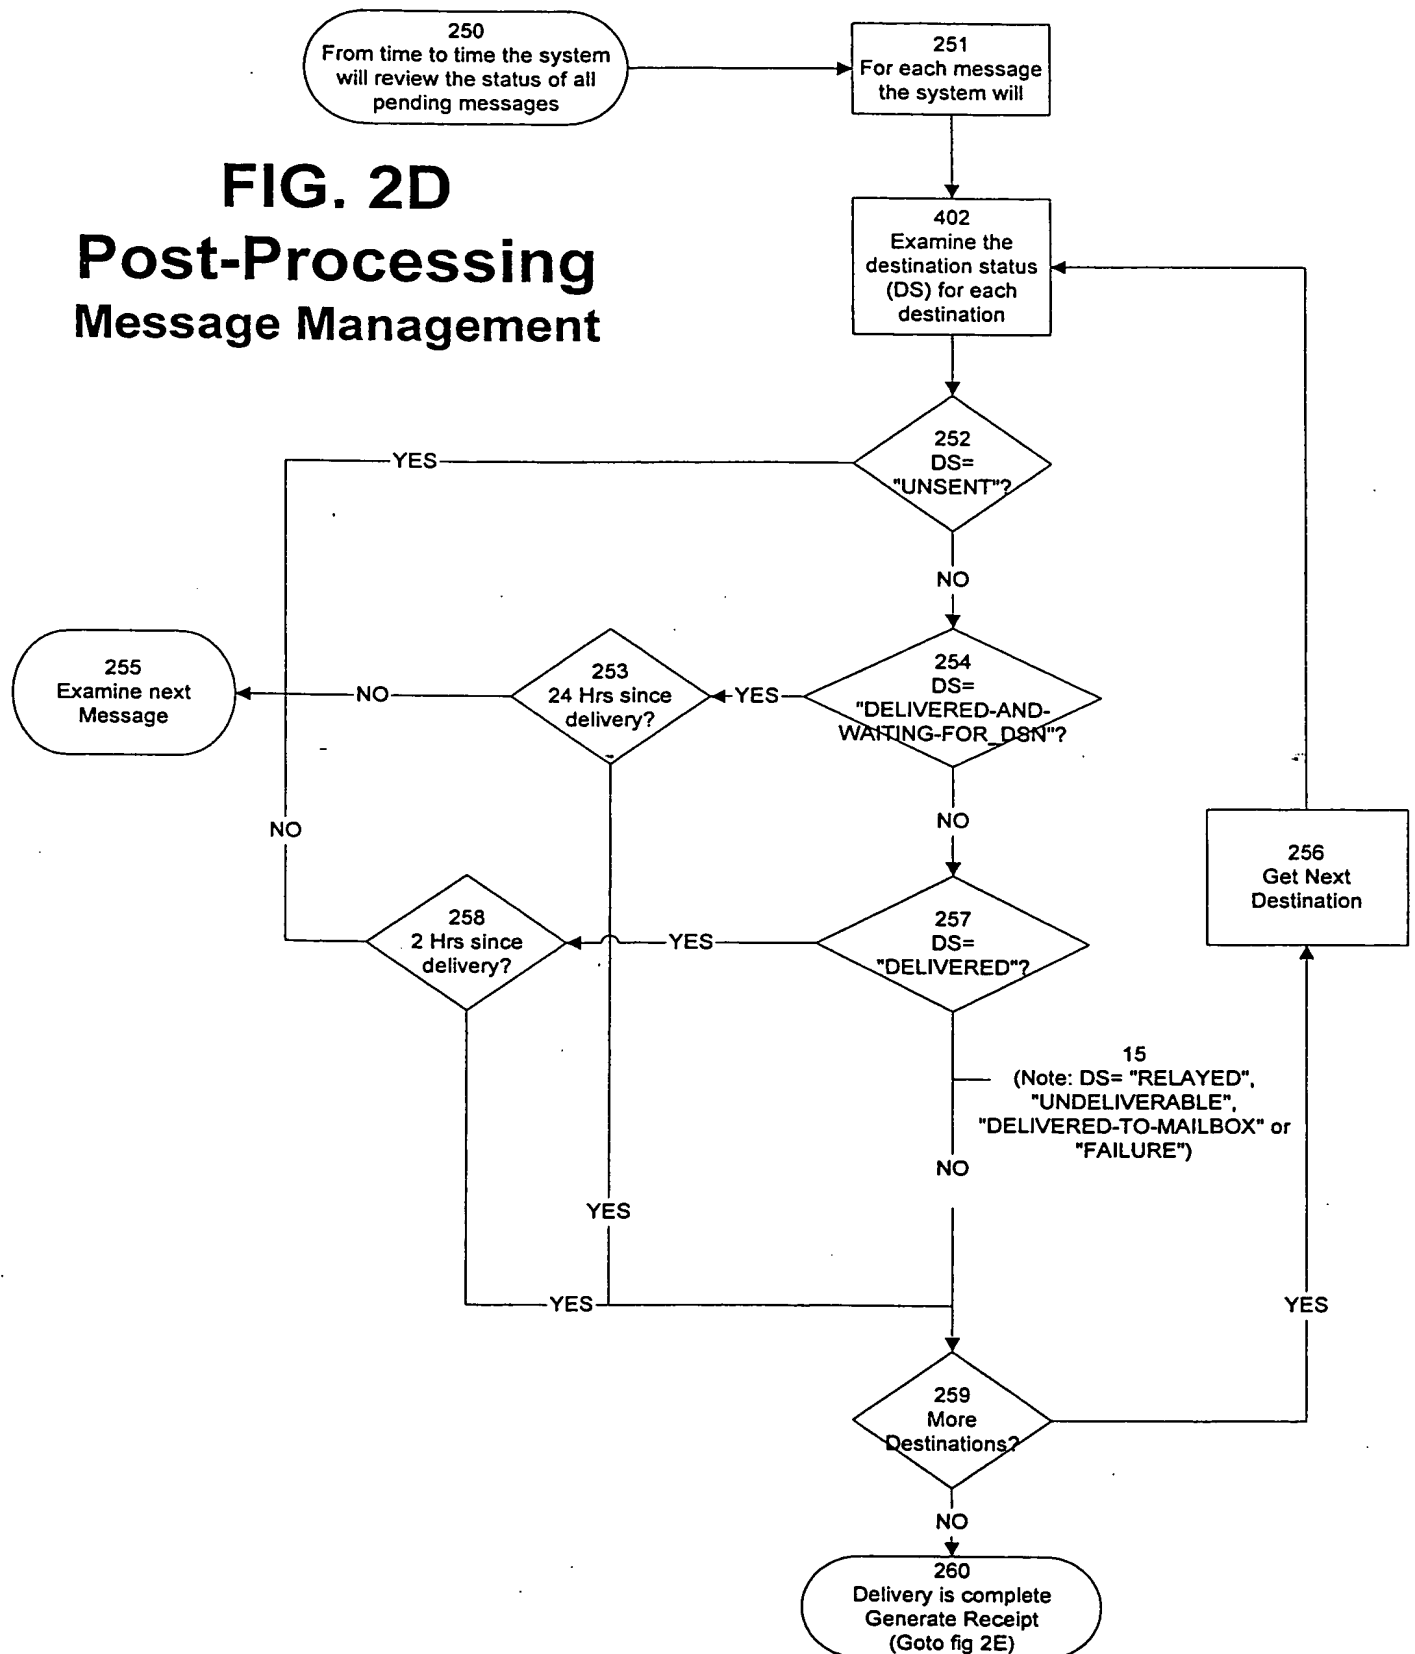 250
From time to time the system
will review the status of all
pending messages
251
For each message
the system will
FIG. 2D
Post-Processing
Message Management
402
Examine the
destination status
(DS) for each
destination
252
DS=
"UNSENT"?
YES
NO
255
Examine next
Message
NO
253
24 Hrs since
delivery?
YES
254
DS=
"DELIVERED-AND-
WAITING-FOR_DSN"?
NO
NO
256
Get Next
Destination
258
2 Hrs since
delivery?
YES
257
DS=
"DELIVERED"?
15
(Note: DS= "RELAYED",
"UNDELIVERABLE",
"DELIVERED-TO-MAILBOX" or
"FAILURE")
NO
YES
YES
YES
259
More
Destinations?
NO
260
Delivery is complete
Generate Receipt
(Goto fig 2E)